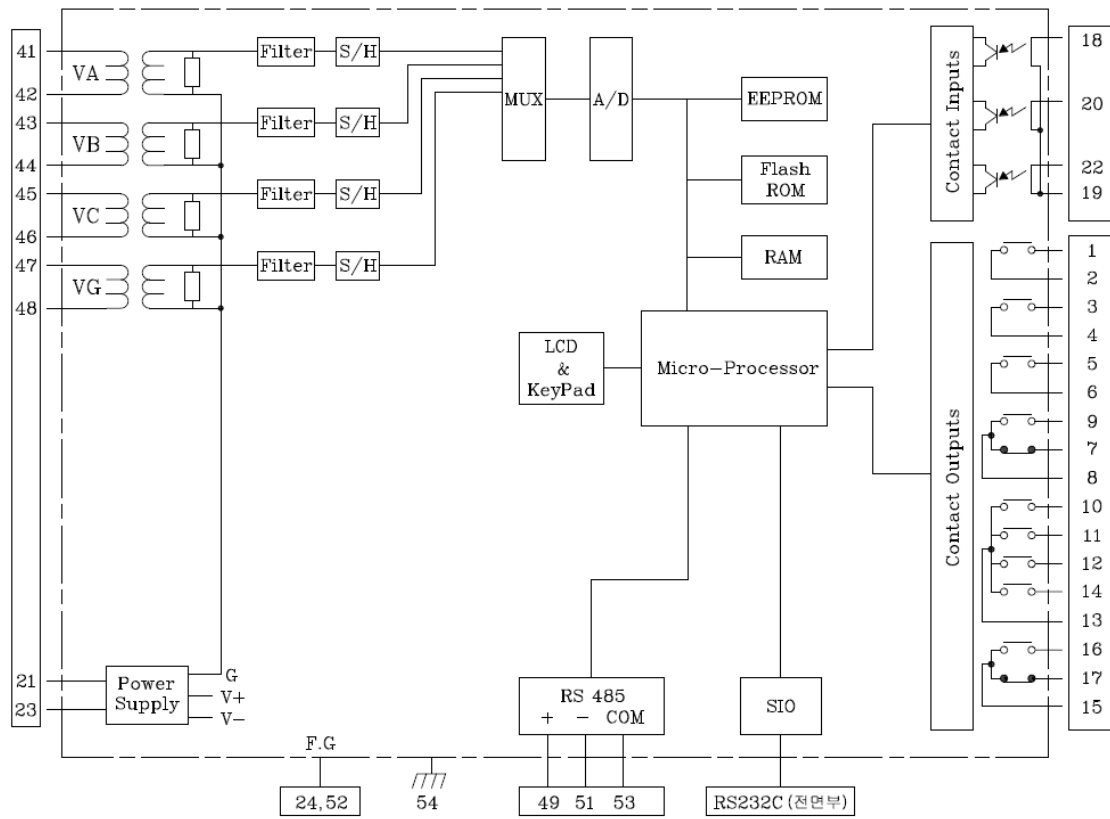 41
VA
42
43
VB
44
45
VC
46
47
VG
48
Filter
S/H
Filter
S/H
Filter
S/H
Filter
S/H
MUX
A/D
EEPROM
Flash
ROM
RAM
LCD
&
KeyPad
Micro-Processor
Contact Inputs
18
20
22
19
Contact Outputs
1
2
3
4
5
6
9
7
8
10
11
12
14
13
16
17
15
21
23
Power
Supply
G
V+
V-
RS 485
+ - COM
SIO
F.G
24,52
54
49 51 53
RS232C (전면부)